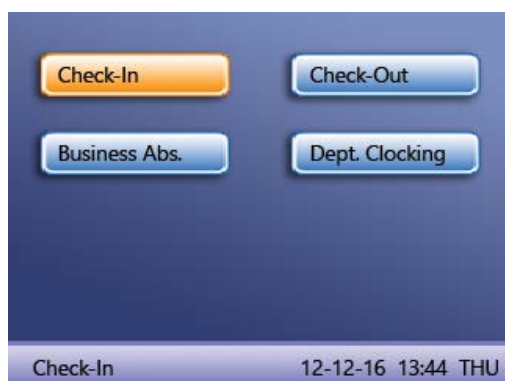 Check-In Check-Out
Business Abs. Dept. Clocking
Check-In 12-12-16 13:44 THU